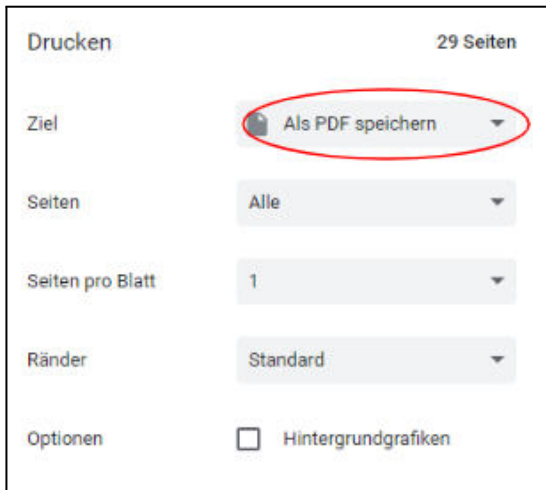 Drucken 29 Seiten
Ziel Als PDF speichern
Seiten Alle
Seiten pro Blatt 1
Ränder Standard
Optionen Hintergrundgrafiken